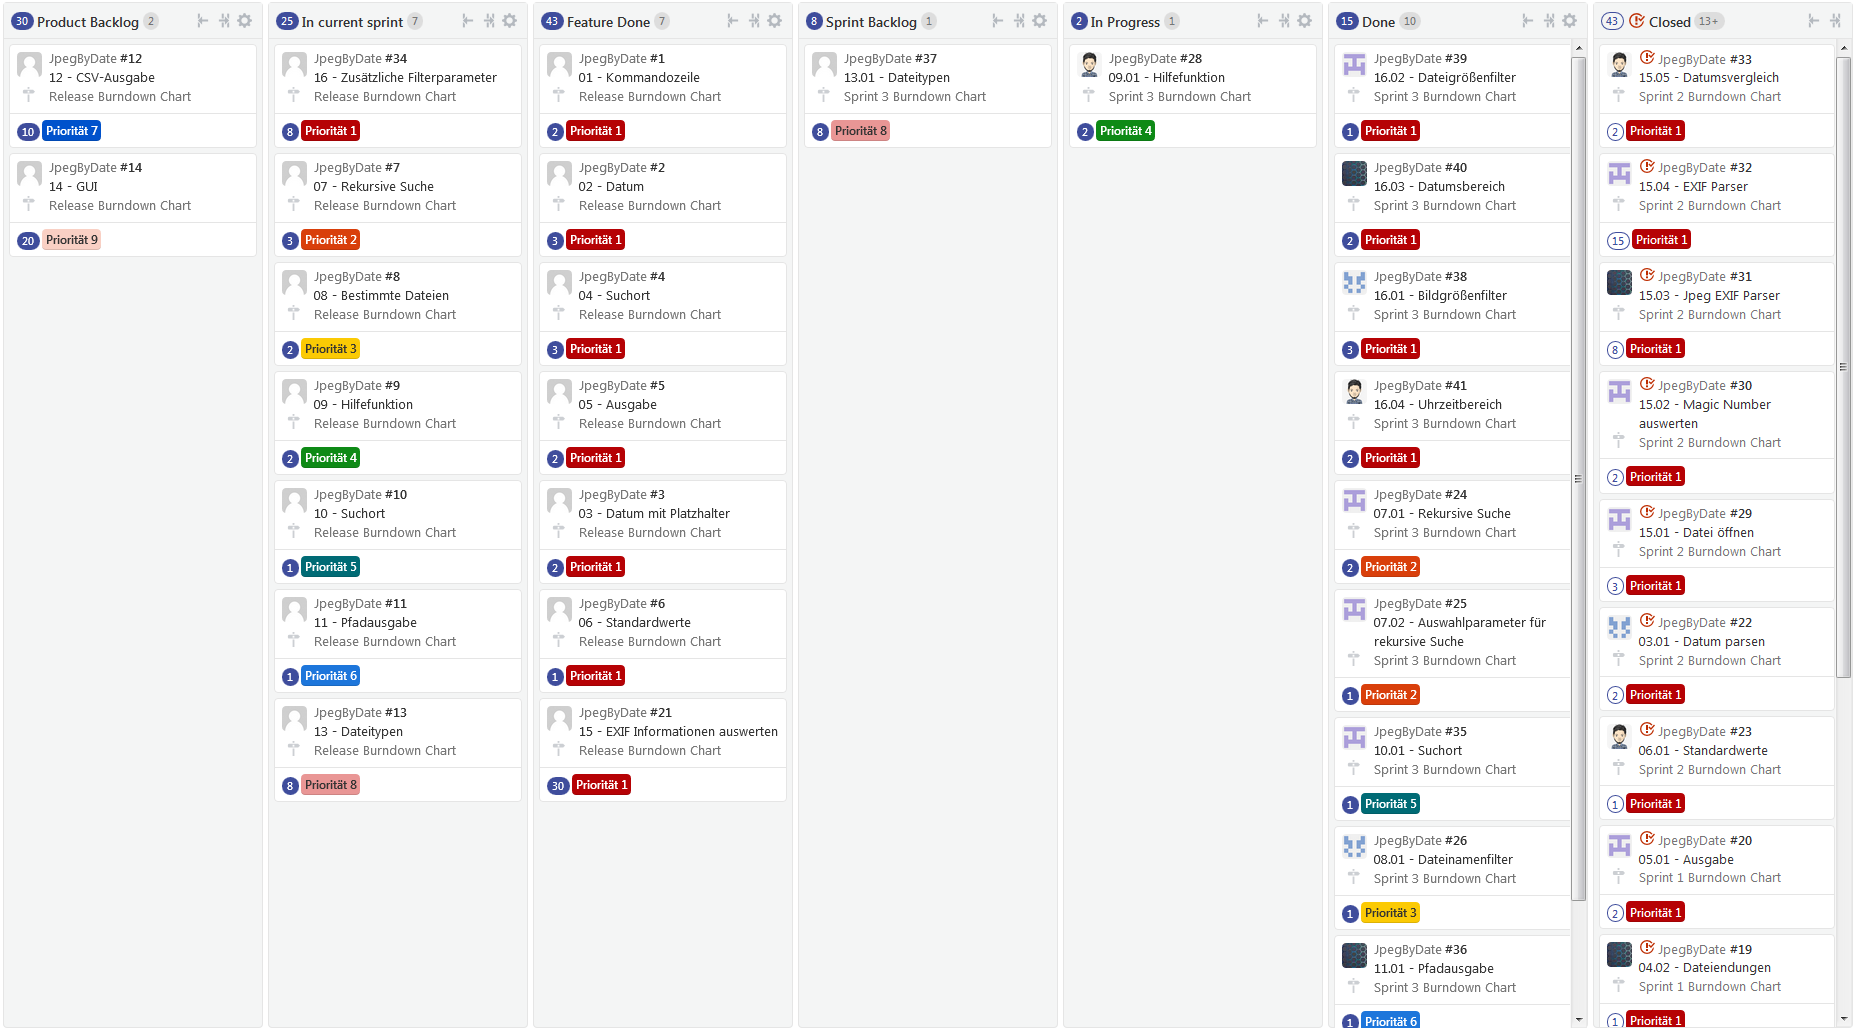 30 Product Backlog 2
JpegByDate #12
12 - CSV-Ausgabe
Release Burndown Chart
10 Priorität 7
JpegByDate #14
14 - GUI
Release Burndown Chart
20 Priorität 9
25 In current sprint 7
JpegByDate #34
16 - Zusätzliche Filterparameter
Release Burndown Chart
8 Priorität 1
JpegByDate #7
07 - Rekursive Suche
Release Burndown Chart
3 Priorität 2
JpegByDate #8
08 - Bestimmte Dateien
Release Burndown Chart
2 Priorität 3
JpegByDate #9
09 - Hilfefunktion
Release Burndown Chart
2 Priorität 4
JpegByDate #10
10 - Suchort
Release Burndown Chart
1 Priorität 5
JpegByDate #11
11 - Pfadausgabe
Release Burndown Chart
1 Priorität 6
JpegByDate #13
13 - Dateitypen
Release Burndown Chart
8 Priorität 8
43 Feature Done 7
JpegByDate #1
01 - Kommandozeile
Release Burndown Chart
2 Priorität 1
JpegByDate #2
02 - Datum
Release Burndown Chart
3 Priorität 1
JpegByDate #4
04 - Suchort
Release Burndown Chart
3 Priorität 1
JpegByDate #5
05 - Ausgabe
Release Burndown Chart
2 Priorität 1
JpegByDate #3
03 - Datum mit Platzhalter
Release Burndown Chart
2 Priorität 1
JpegByDate #6
06 - Standardwerte
Release Burndown Chart
1 Priorität 1
JpegByDate #21
15 - EXIF Informationen auswerten
Release Burndown Chart
30 Priorität 1
8 Sprint Backlog 1
JpegByDate #37
13.01 - Dateitypen
Sprint 3 Burndown Chart
8 Priorität 8
2 In Progress 1
JpegByDate #28
09.01 - Hilfefunktion
Sprint 3 Burndown Chart
2 Priorität 4
15 Done 10
JpegByDate #39
16.02 - Dateigrößenfilter
Sprint 3 Burndown Chart
1 Priorität 1
JpegByDate #40
16.03 - Datumsbereich
Sprint 3 Burndown Chart
2 Priorität 1
JpegByDate #38
16.01 - Bildgrößenfilter
Sprint 3 Burndown Chart
3 Priorität 1
JpegByDate #41
16.04 - Uhrzeitbereich
Sprint 3 Burndown Chart
2 Priorität 1
JpegByDate #24
07.01 - Rekursive Suche
Sprint 3 Burndown Chart
2 Priorität 2
JpegByDate #25
07.02 - Auswahlparameter für
rekursive Suche
Sprint 3 Burndown Chart
1 Priorität 2
JpegByDate #35
10.01 - Suchort
Sprint 3 Burndown Chart
1 Priorität 5
JpegByDate #26
08.01 - Dateinamenfilter
Sprint 3 Burndown Chart
1 Priorität 3
JpegByDate #36
11.01 - Pfadausgabe
Sprint 3 Burndown Chart
1 Priorität 6
43 Closed 13+
JpegByDate #33
15.05 - Datumsvergleich
Sprint 2 Burndown Chart
2 Priorität 1
JpegByDate #32
15.04 - EXIF Parser
Sprint 2 Burndown Chart
15 Priorität 1
JpegByDate #31
15.03 - Jpeg EXIF Parser
Sprint 2 Burndown Chart
8 Priorität 1
JpegByDate #30
15.02 - Magic Number
auswerten
Sprint 2 Burndown Chart
2 Priorität 1
JpegByDate #29
15.01 - Datei öffnen
Sprint 2 Burndown Chart
3 Priorität 1
JpegByDate #22
03.01 - Datum parsen
Sprint 2 Burndown Chart
2 Priorität 1
JpegByDate #23
06.01 - Standardwerte
Sprint 2 Burndown Chart
1 Priorität 1
JpegByDate #20
05.01 - Ausgabe
Sprint 1 Burndown Chart
2 Priorität 1
JpegByDate #19
04.02 - Dateiendungen
Sprint 1 Burndown Chart
1 Priorität 1